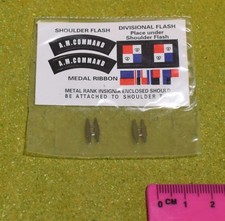 SHOULDER FLASH
DIVISIONAL FLASH
Place under
Shoulder Flash
A.M.COMMAND
A.M.COMMAND
MEDAL RIBBON
METAL RANK INSIGNIA ENCLOSED SHOULD
BE ATTACHED TO SHOULDER
0 CM 1 2